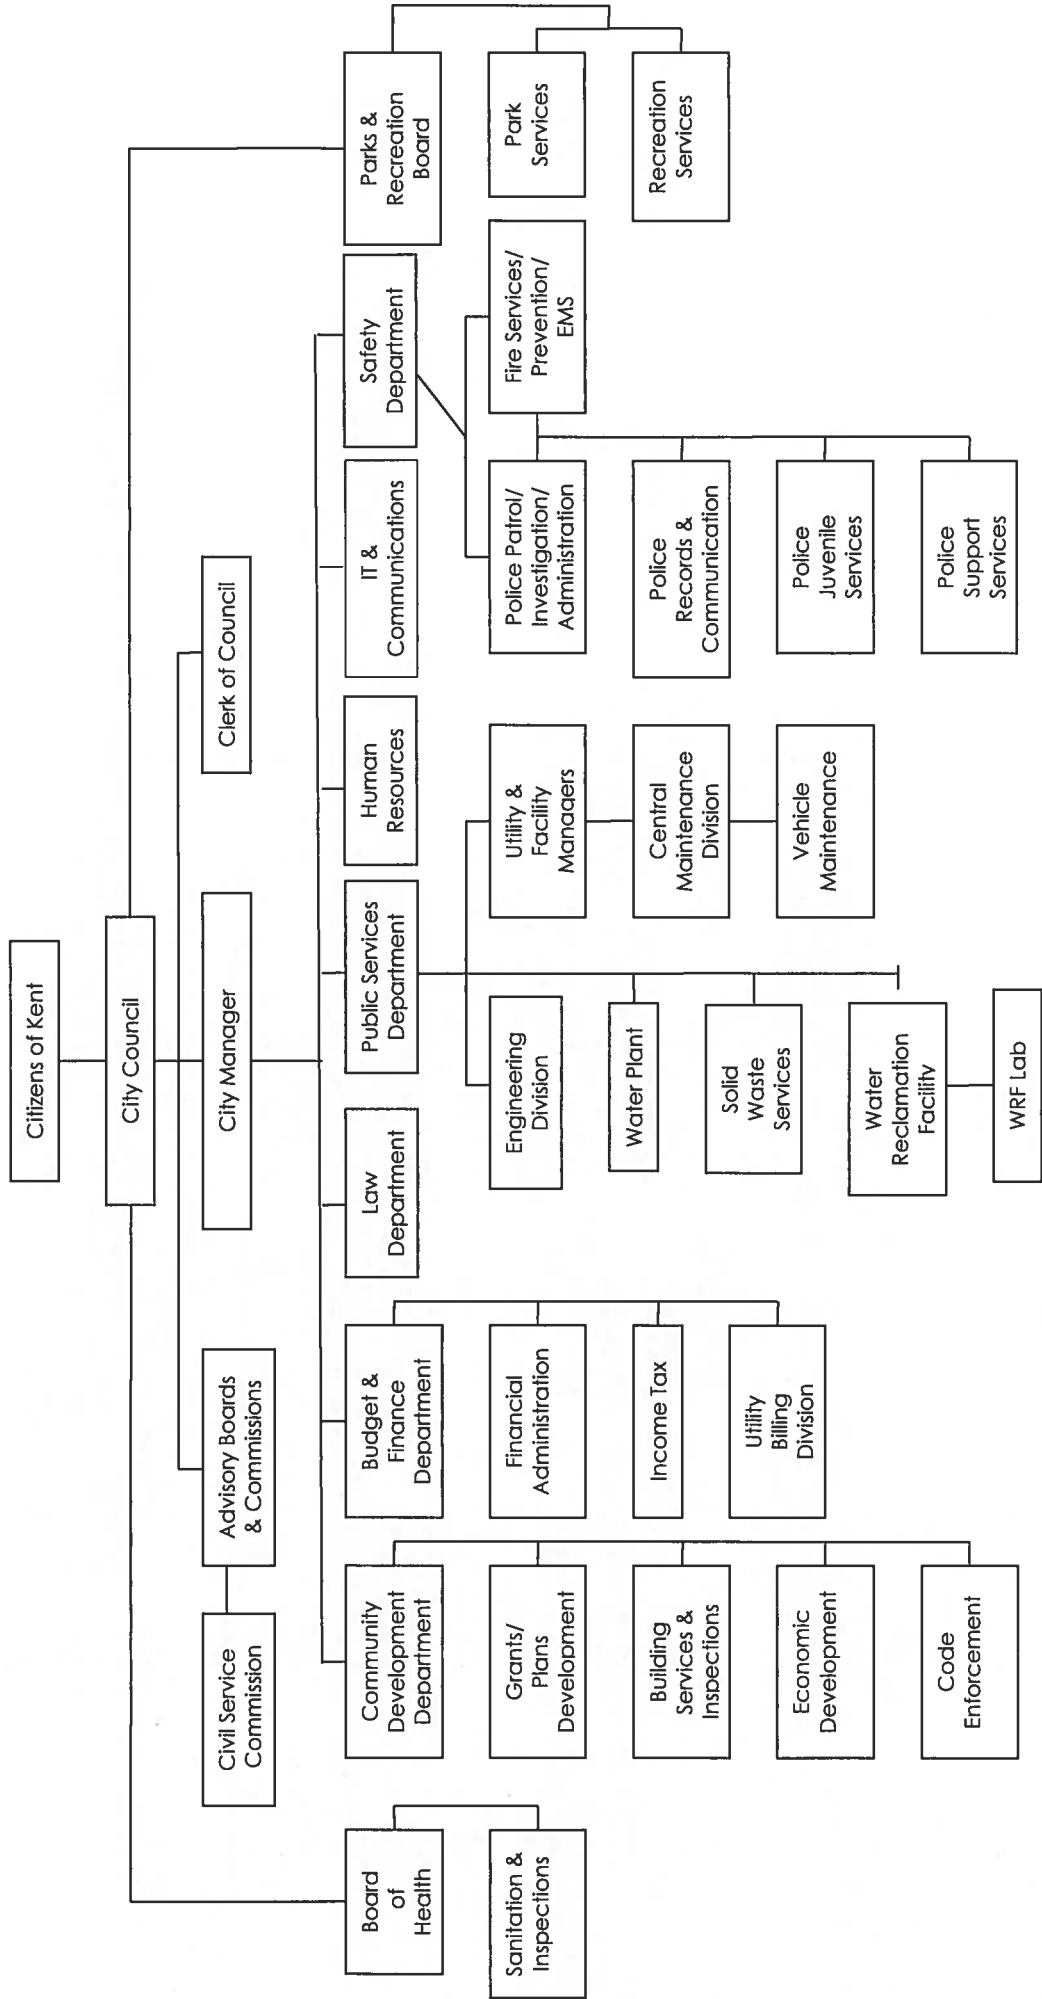 Citizens of Kent
City Council
Advisory Boards
& Commissions
City Manager
Clerk of Council
Civil Service
Commission
Board
of
Health
Sanitation &
Inspections
Community
Development
Department
Grants/
Plans
Development
Building
Services &
Inspections
Economic
Development
Code
Enforcement
Budget &
Finance
Department
Financial
Administration
Income Tax
Utility
Billing
Division
Law
Department
Public Services
Department
Engineering
Division
Water Plant
Solid
Waste
Services
Water
Reclamation
Facility
WRF Lab
Utility &
Facility
Managers
Central
Maintenance
Division
Vehicle
Maintenance
Human
Resources
IT &
Communications
Safety
Department
Police Patrol/
Investigation/
Administration
Police
Records &
Communication
Police
Juvenile
Services
Police
Support
Services
Fire Services/
Prevention/
EMS
Parks &
Recreation
Board
Park
Services
Recreation
Services